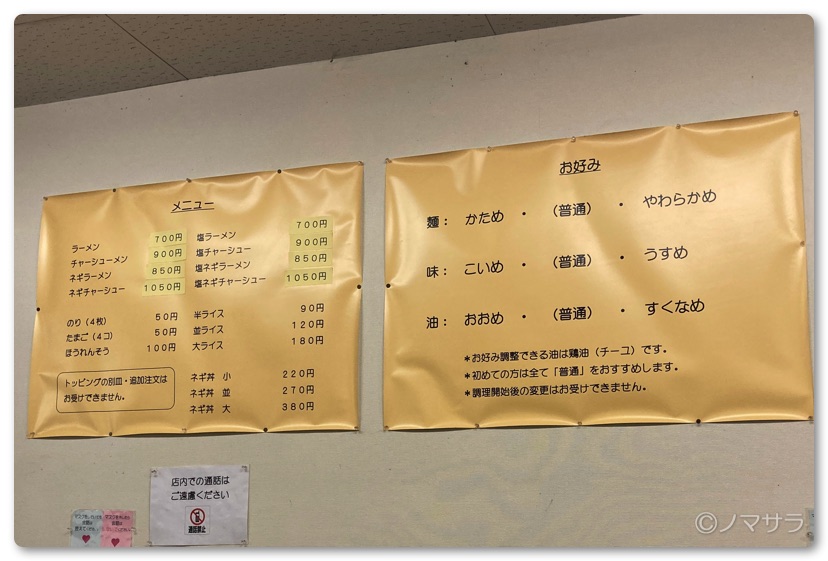 メニュー
ラーメン 700円 塩ラーメン 700円
チャーシューメン 900円 塩チャーシュー 900円
ネギラーメン 850円 塩ネギラーメン 850円
ネギチャーシュー 1050円 塩ネギチャーシュー 1050円
のり（4枚） 50円 半ライス 90円
たまご（4コ） 50円 並ライス 120円
ほうれんそう 100円 大ライス 180円
トッピングの別皿・追加注文は
お受けできません。
ネギ丼 小 220円
ネギ丼 並 270円
ネギ丼 大 380円
お好み
麺： かため ・ （普通） ・ やわらかめ
味： こいめ ・ （普通） ・ うすめ
油： おおめ ・ （普通） ・ すくなめ
＊お好み調整できる油は鶏油（チーユ）です。
＊初めての方は全て「普通」をおすすめします。
＊調理開始後の変更はお受けできません。
店内での通話は
ご遠慮ください
通話禁止
©ノマサラ